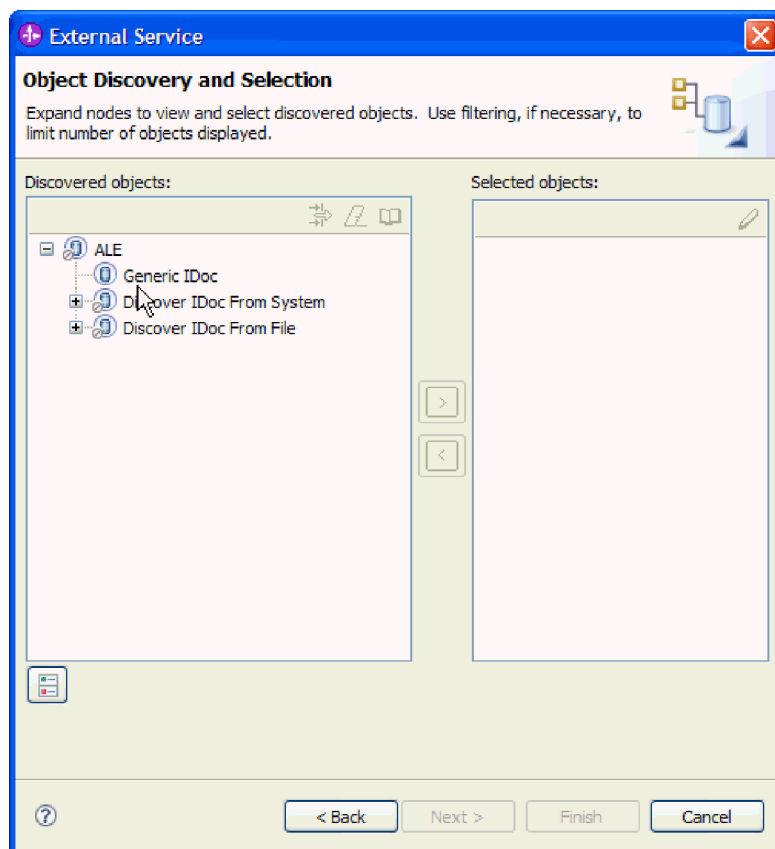 External Service
Object Discovery and Selection
Expand nodes to view and select discovered objects. Use filtering, if necessary, to
limit number of objects displayed.
Discovered objects:
Selected objects:
ALE
Generic IDoc
Discover IDoc From System
Discover IDoc From File
< Back
Next >
Finish
Cancel